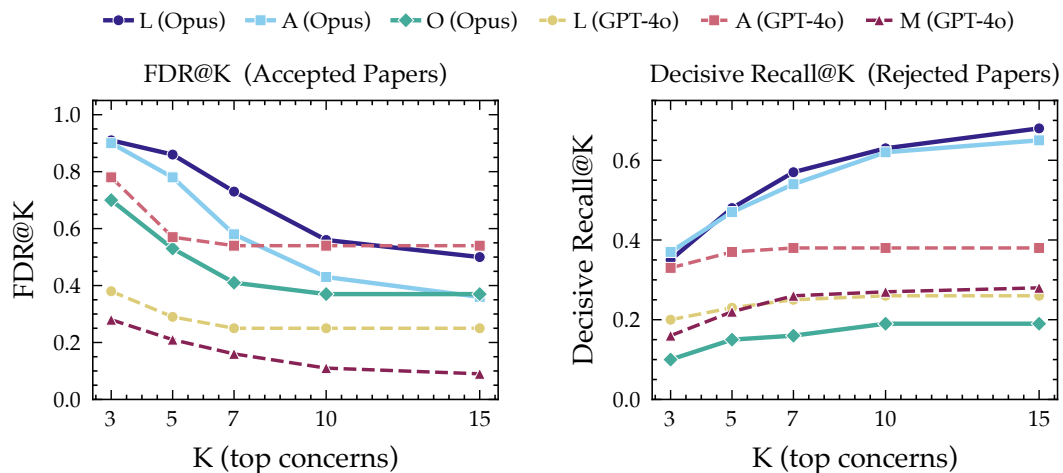 L (Opus) A (Opus) O (Opus) L (GPT-4o) A (GPT-4o) M (GPT-4o)
FDR@K (Accepted Papers)
FDR@K
1.0
0.8
0.6
0.4
0.2
0.0
3 5 7 10 15
K (top concerns)
Decisive Recall@K (Rejected Papers)
Decisive Recall@K
0.6
0.4
0.2
0.0
3 5 7 10 15
K (top concerns)